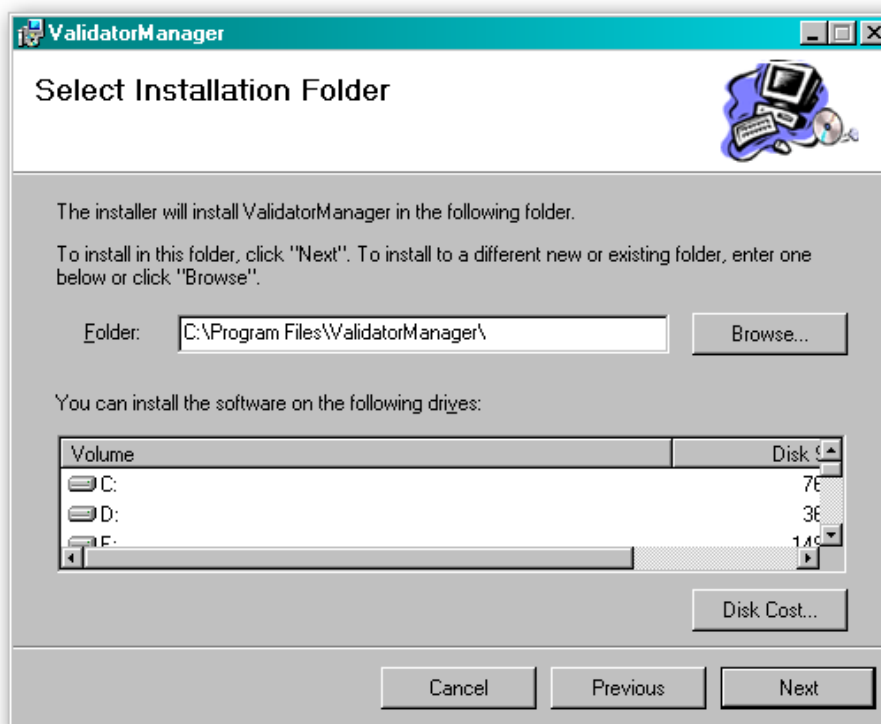 ValidatorManager
Select Installation Folder
The installer will install ValidatorManager in the following folder.
To install in this folder, click "Next". To install to a different new or existing folder, enter one
below or click "Browse".
Folder: C:\Program Files\ValidatorManager\ Browse...
You can install the software on the following drives:
Volume Disk
C:
D:
Disk Cost...
Cancel Previous Next